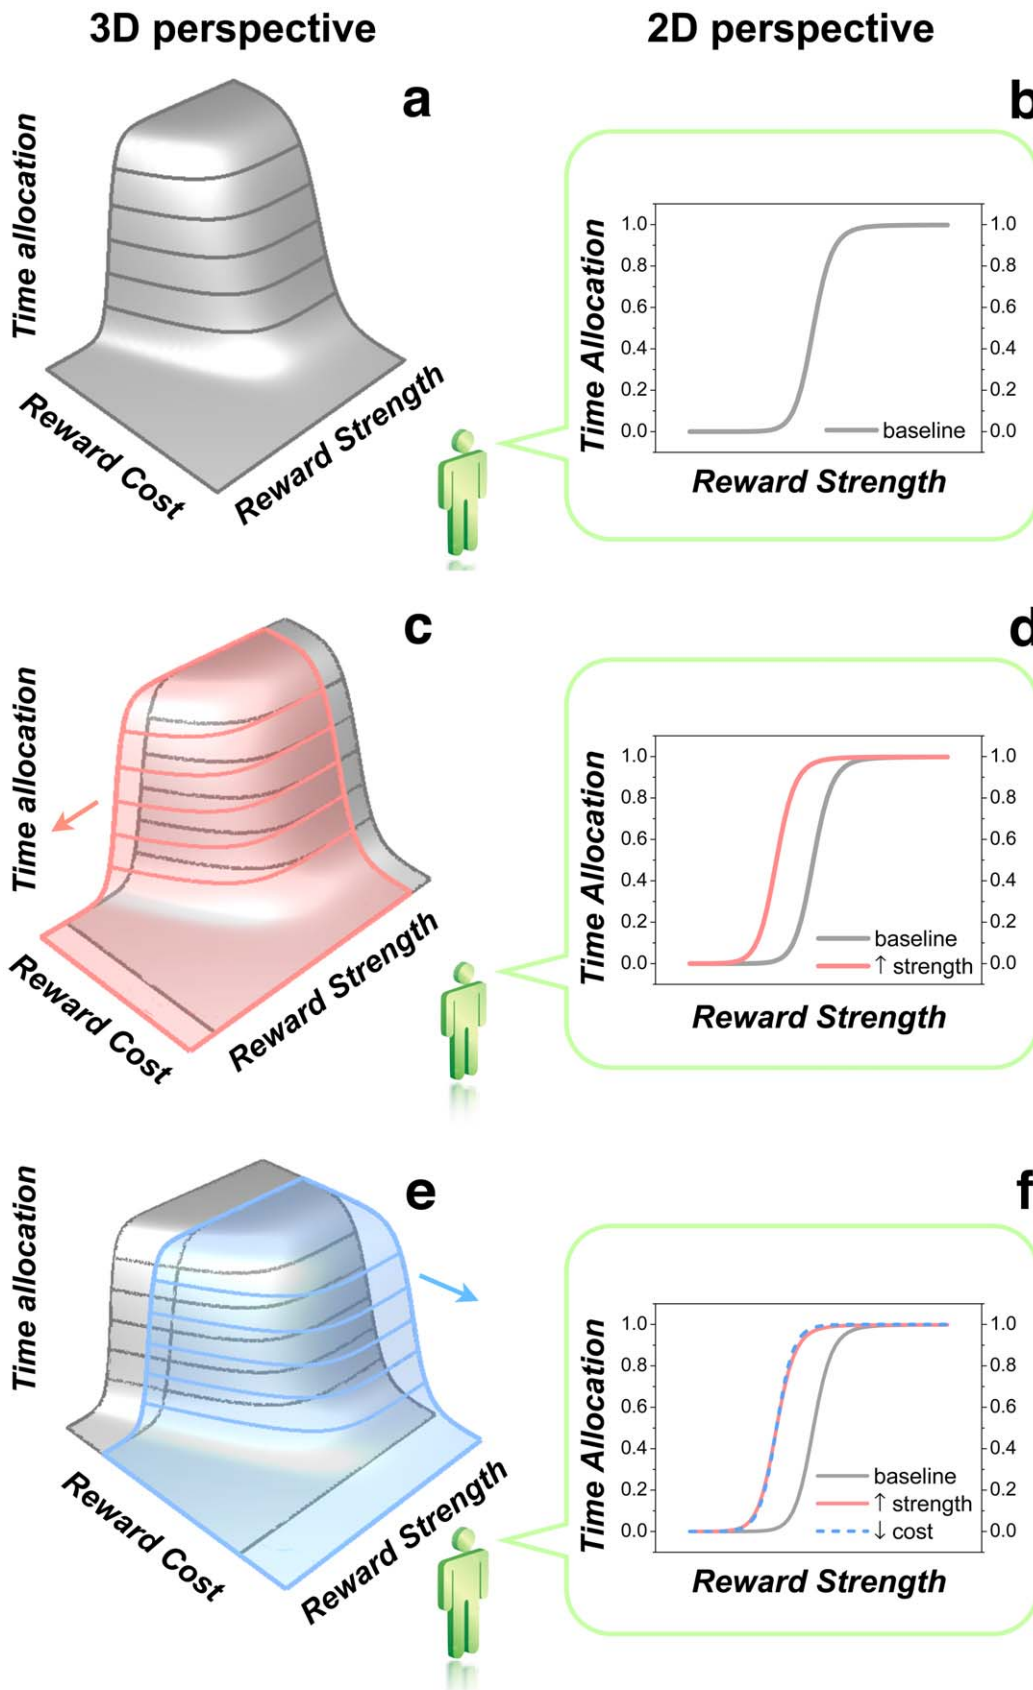 3D perspective
2D perspective
a
Time allocation
Reward Cost
Reward Strength
b
Time Allocation
1.0
0.8
0.6
0.4
0.2
0.0
1.0
0.8
0.6
0.4
0.2
0.0
baseline
Reward Strength
c
Time allocation
Reward Cost
Reward Strength
d
Time Allocation
1.0
0.8
0.6
0.4
0.2
0.0
1.0
0.8
0.6
0.4
0.2
0.0
baseline
↑ strength
Reward Strength
e
Time allocation
Reward Cost
Reward Strength
f
Time Allocation
1.0
0.8
0.6
0.4
0.2
0.0
1.0
0.8
0.6
0.4
0.2
0.0
baseline
↑ strength
↓ cost
Reward Strength